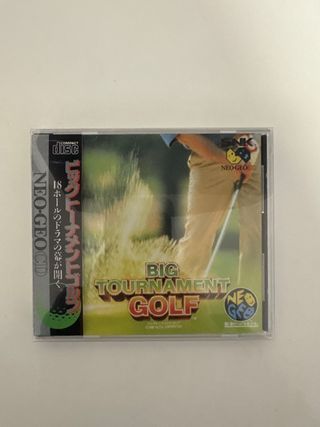 COMPACT
disc
NEO·GEO CD
ビッグトーナメントゴルフ
18ホールのドラマの幕が開く
SNK
NEO·GEO CD
BIG
TOURNAMENT
GOLF
NEO
GEO